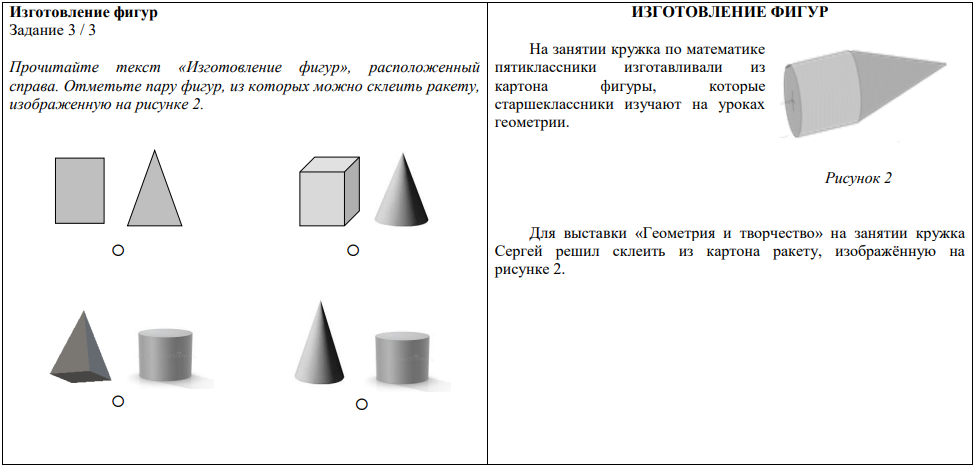 Изготовление фигур
Задание 3 / 3
Прочитайте текст «Изготовление фигур», расположенный
справа. Отметьте пару фигур, из которых можно склеить ракету,
изображенную на рисунке 2.
ИЗГОТОВЛЕНИЕ ФИГУР
На занятии кружка по математике
пятиклассники изготавливали из
картона фигуры, которые
старшеклассники изучают на уроках
геометрии.
Рисунок 2
Для выставки «Геометрия и творчество» на занятии кружка
Сергей решил склеить из картона ракету, изображённую на
рисунке 2.